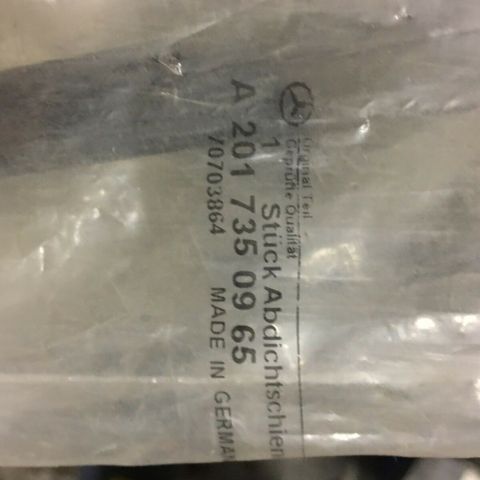 Original Teil
Geprüfte Qualität
1 Stück Abdichtschien
A 201 735 09 65
70703864 MADE IN GERMAN